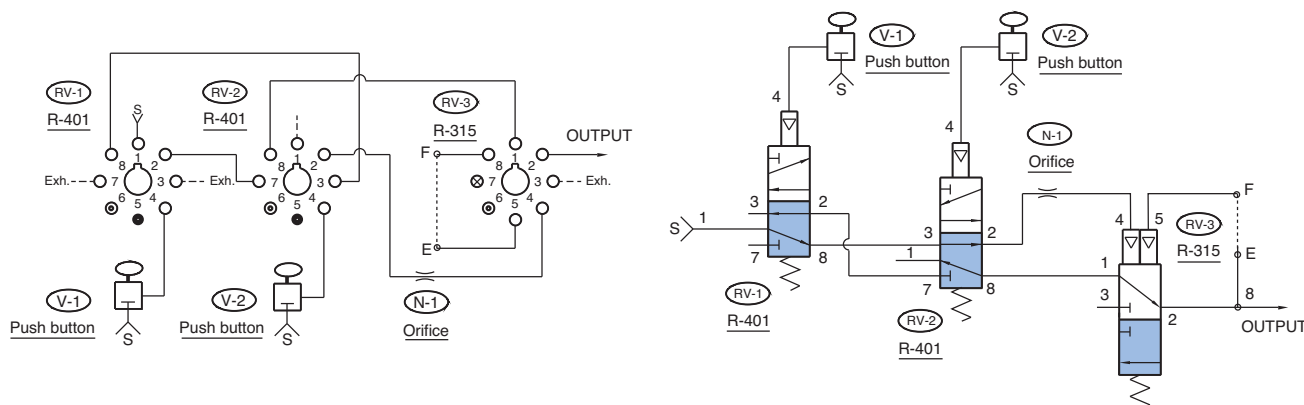 S
RV-1
R-401
RV-2
R-401
RV-3
R-315
OUTPUT
F
1 2 3 4 5 6 7 8
1 2 3 4 5 6 7 8
1 2 3 4 5 6 7 8
Exh.
Exh.
Exh.
E
V-1
Push button
S
V-2
Push button
S
N-1
Orifice
V-1
Push button
S
V-2
Push button
S
4
4
N-1
Orifice
F
4 5
RV-3
R-315
E
S 1
3 2
7 8
3 2
1
7 8
1
3
2
8
OUTPUT
RV-1
R-401
RV-2
R-401